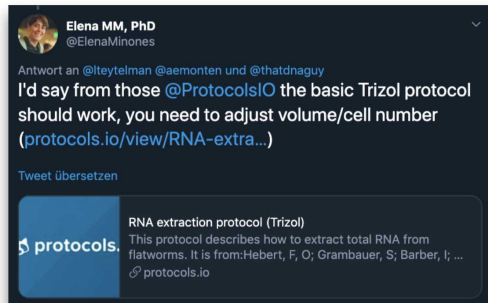 Elena MM, PhD
@ElenaMinones
Antwort an @lteytelman @aemonten und @thatdnaguy
I'd say from those @ProtocolsIO the basic Trizol protocol
should work, you need to adjust volume/cell number
(protocols.io/view/RNA-extra...)
Tweet übersetzen
protocols.
RNA extraction protocol (Trizol)
This protocol describes how to extract total RNA from
flatworms. It is from:Hebert, F, O; Grambauer, S; Barber, I; ...
protocols.io